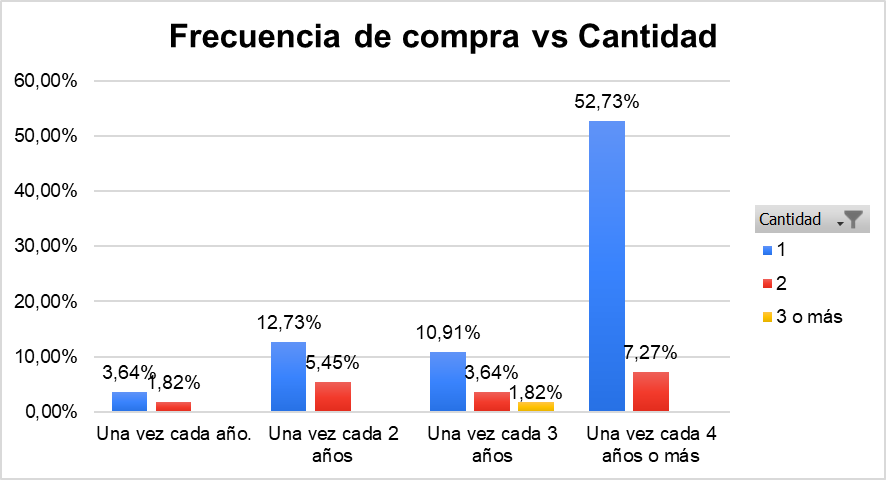 Frecuencia de compra vs Cantidad
60,00%
50,00%
40,00%
30,00%
20,00%
10,00%
0,00%
3,64%
1,82%
12,73%
5,45%
10,91%
3,64%
1,82%
52,73%
7,27%
Una vez cada año.
Una vez cada 2
años
Una vez cada 3
años
Una vez cada 4
años o más
Cantidad
1
2
3 o más